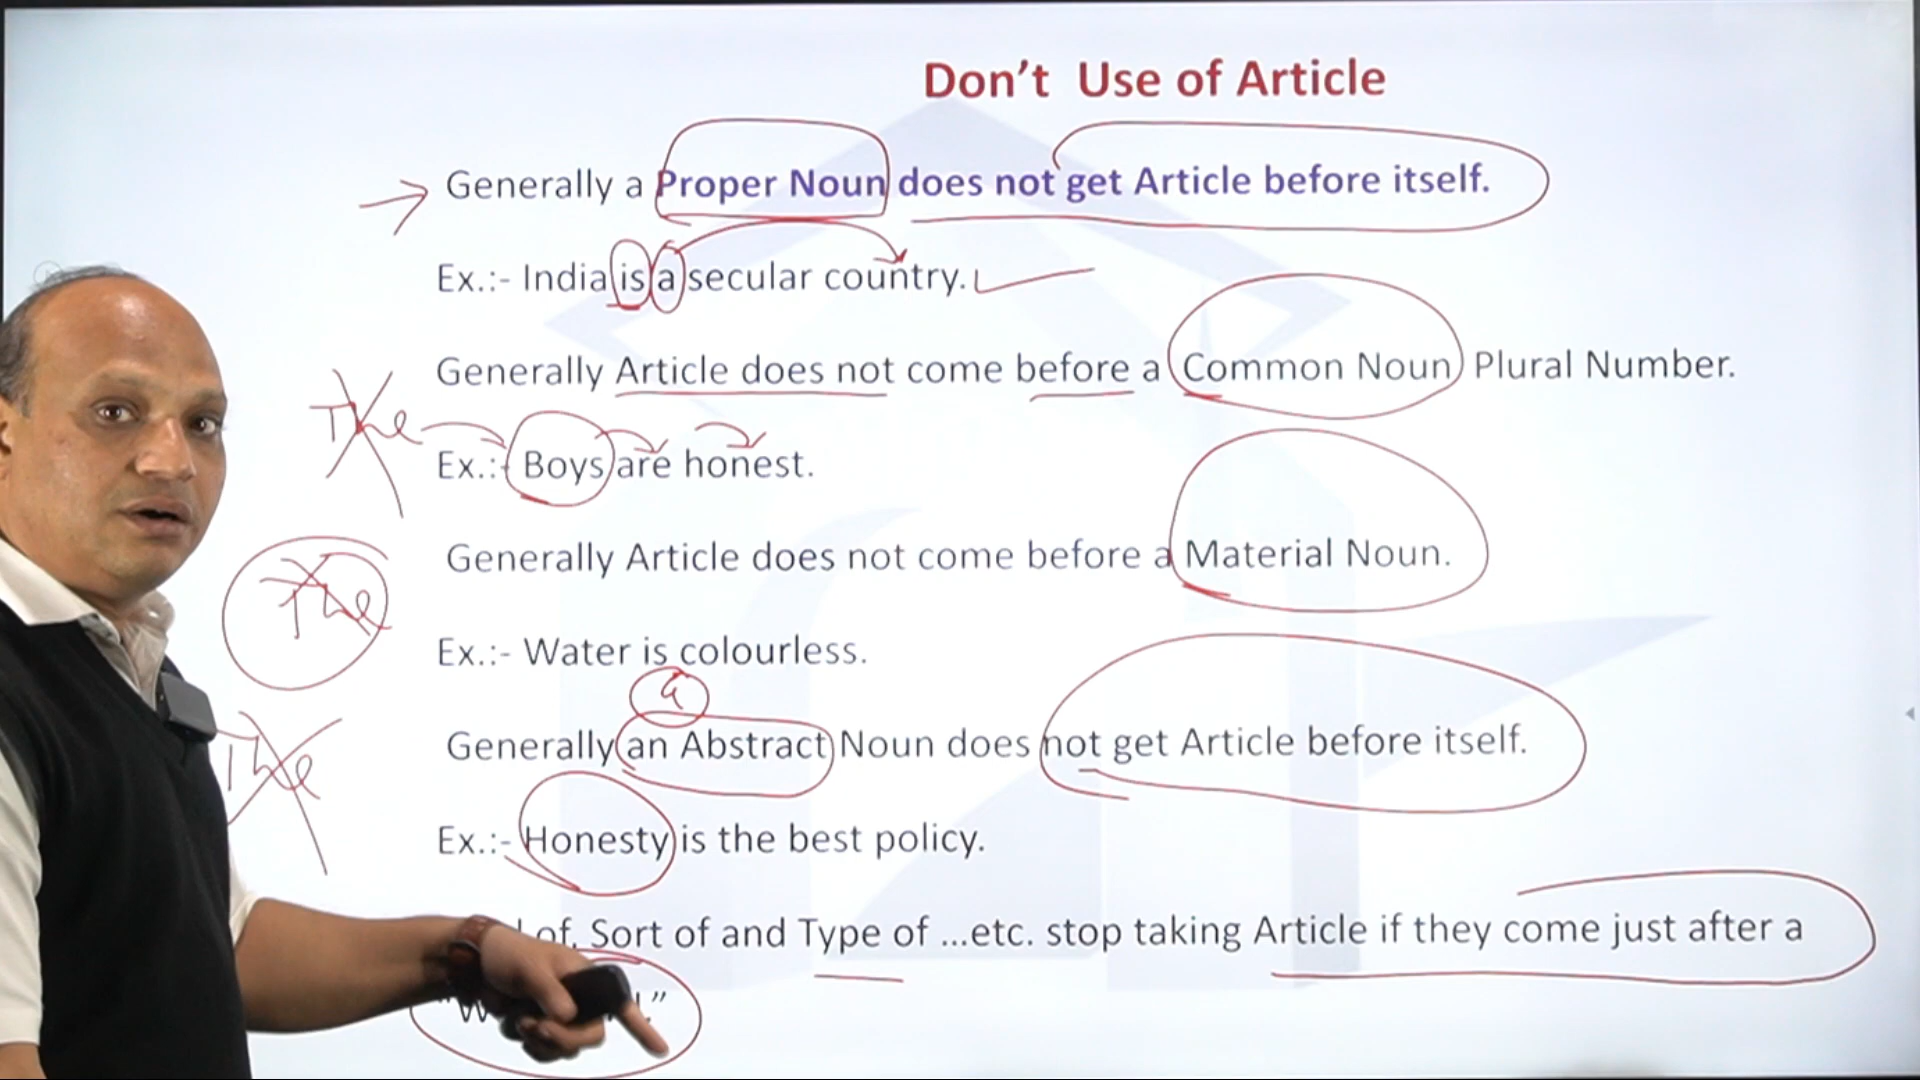 Don’t Use of Article
Generally a Proper Noun does not get Article before itself.
Ex.:- India is a secular country.
Generally Article does not come before a Common Noun Plural Number.
The
Ex.:- Boys are honest.
Generally Article does not come before a Material Noun.
The
Ex.:- Water is colourless.
a
Generally an Abstract Noun does not get Article before itself.
The
Ex.:- Honesty is the best policy.
of, Sort of and Type of ...etc. stop taking Article if they come just after a